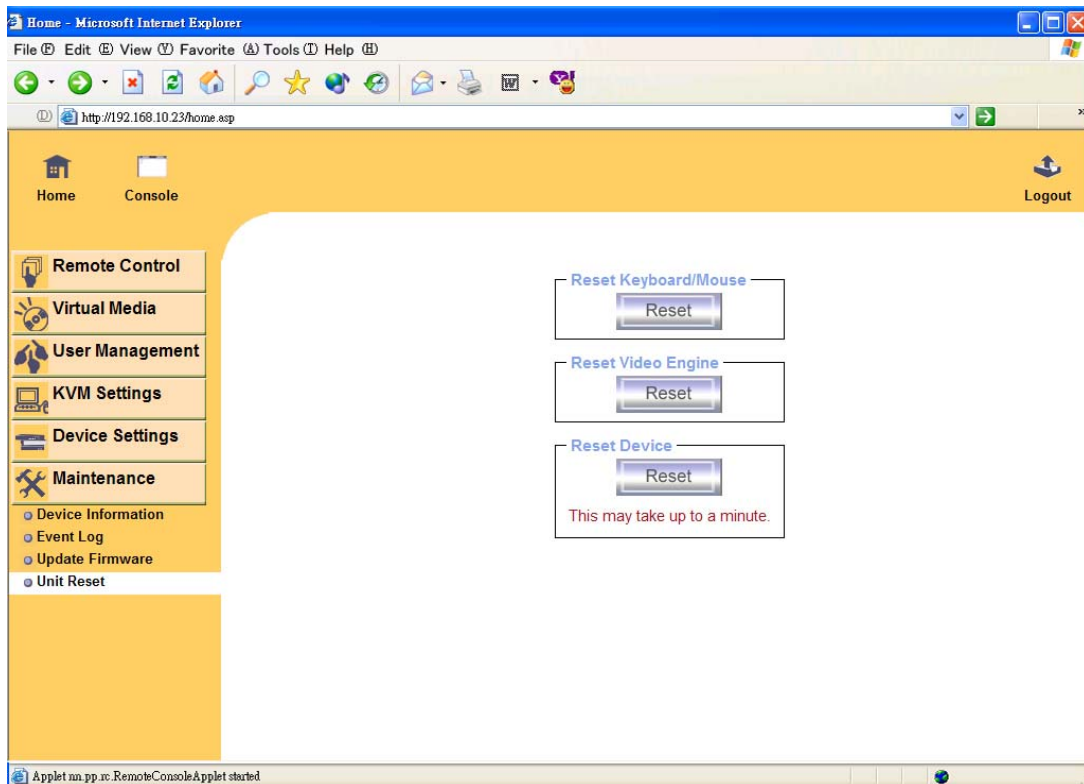 Home - Microsoft Internet Explorer
File (F) Edit (E) View (V) Favorite (A) Tools (T) Help (H)
(D) http://192.168.10.23/home.asp
Home Console Logout
Remote Control
Virtual Media
User Management
KVM Settings
Device Settings
Maintenance
Device Information
Event Log
Update Firmware
Unit Reset
Reset Keyboard/Mouse
Reset
Reset Video Engine
Reset
Reset Device
Reset
This may take up to a minute.
Applet nn.pp.rc.RemoteConsoleApplet started